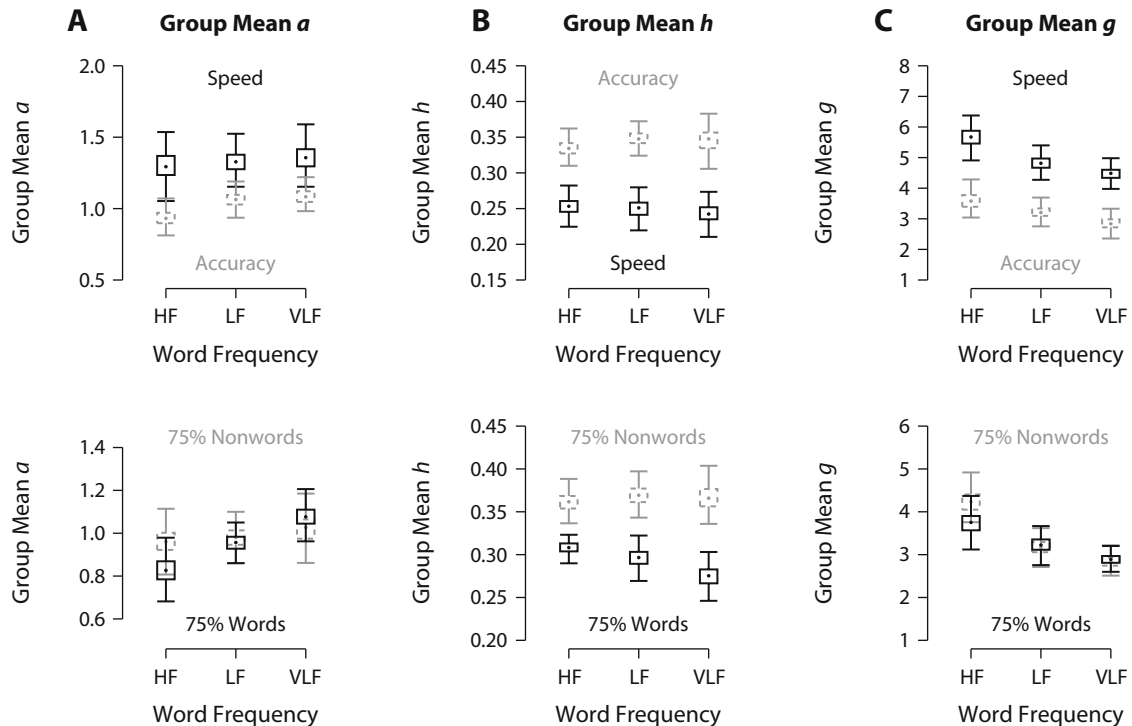 A Group Mean a
Group Mean a
2.0
1.5
1.0
0.5
Speed
Accuracy
HF LF VLF
Word Frequency
B Group Mean h
Group Mean h
0.45
0.40
0.35
0.30
0.25
0.20
0.15
Accuracy
Speed
HF LF VLF
Word Frequency
C Group Mean g
Group Mean g
8
7
6
5
4
3
2
1
Speed
Accuracy
HF LF VLF
Word Frequency
Group Mean a
1.4
1.2
1.0
0.8
0.6
75% Nonwords
75% Words
HF LF VLF
Word Frequency
Group Mean h
0.45
0.40
0.35
0.30
0.25
0.20
75% Nonwords
75% Words
HF LF VLF
Word Frequency
Group Mean g
6
5
4
3
2
1
75% Nonwords
75% Words
HF LF VLF
Word Frequency